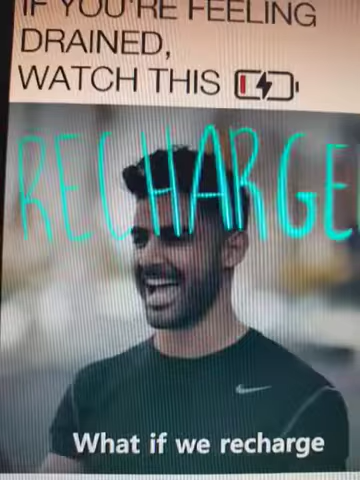 IF YOU'RE FEELING
DRAINED,
WATCH THIS
RECHARGE
What if we recharge